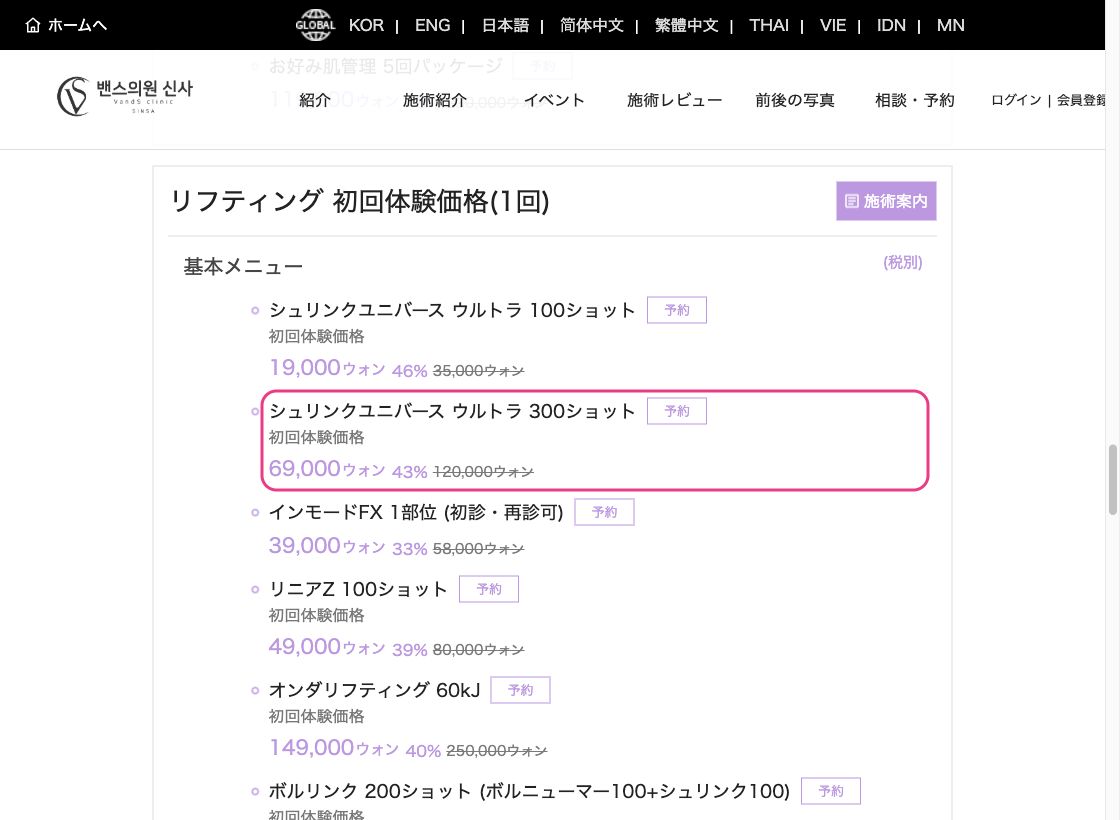 ホームへ
GLOBAL KOR | ENG | 日本語 | 简体中文 | 繁體中文 | THAI | VIE | IDN | MN
お好み肌管理 5回パッケージ 予約
밴스의원 신사
VandS clinic
SINSA
紹介 施術紹介 イベント 施術レビュー 前後の写真 相談・予約 ログイン | 会員登録
リフティング 初回体験価格(1回)
施術案内
基本メニュー
(税別)
シュリンクユニバース ウルトラ 100ショット 予約
初回体験価格
19,000ウォン 46% 35,000ウォン
シュリンクユニバース ウルトラ 300ショット 予約
初回体験価格
69,000ウォン 43% 120,000ウォン
インモードFX 1部位 (初診・再診可) 予約
39,000ウォン 33% 58,000ウォン
リニアZ 100ショット 予約
初回体験価格
49,000ウォン 39% 80,000ウォン
オンダリフティング 60kJ 予約
初回体験価格
149,000ウォン 40% 250,000ウォン
ボルリンク 200ショット (ボルニューマー100+シュリンク100) 予約
初回体験価格